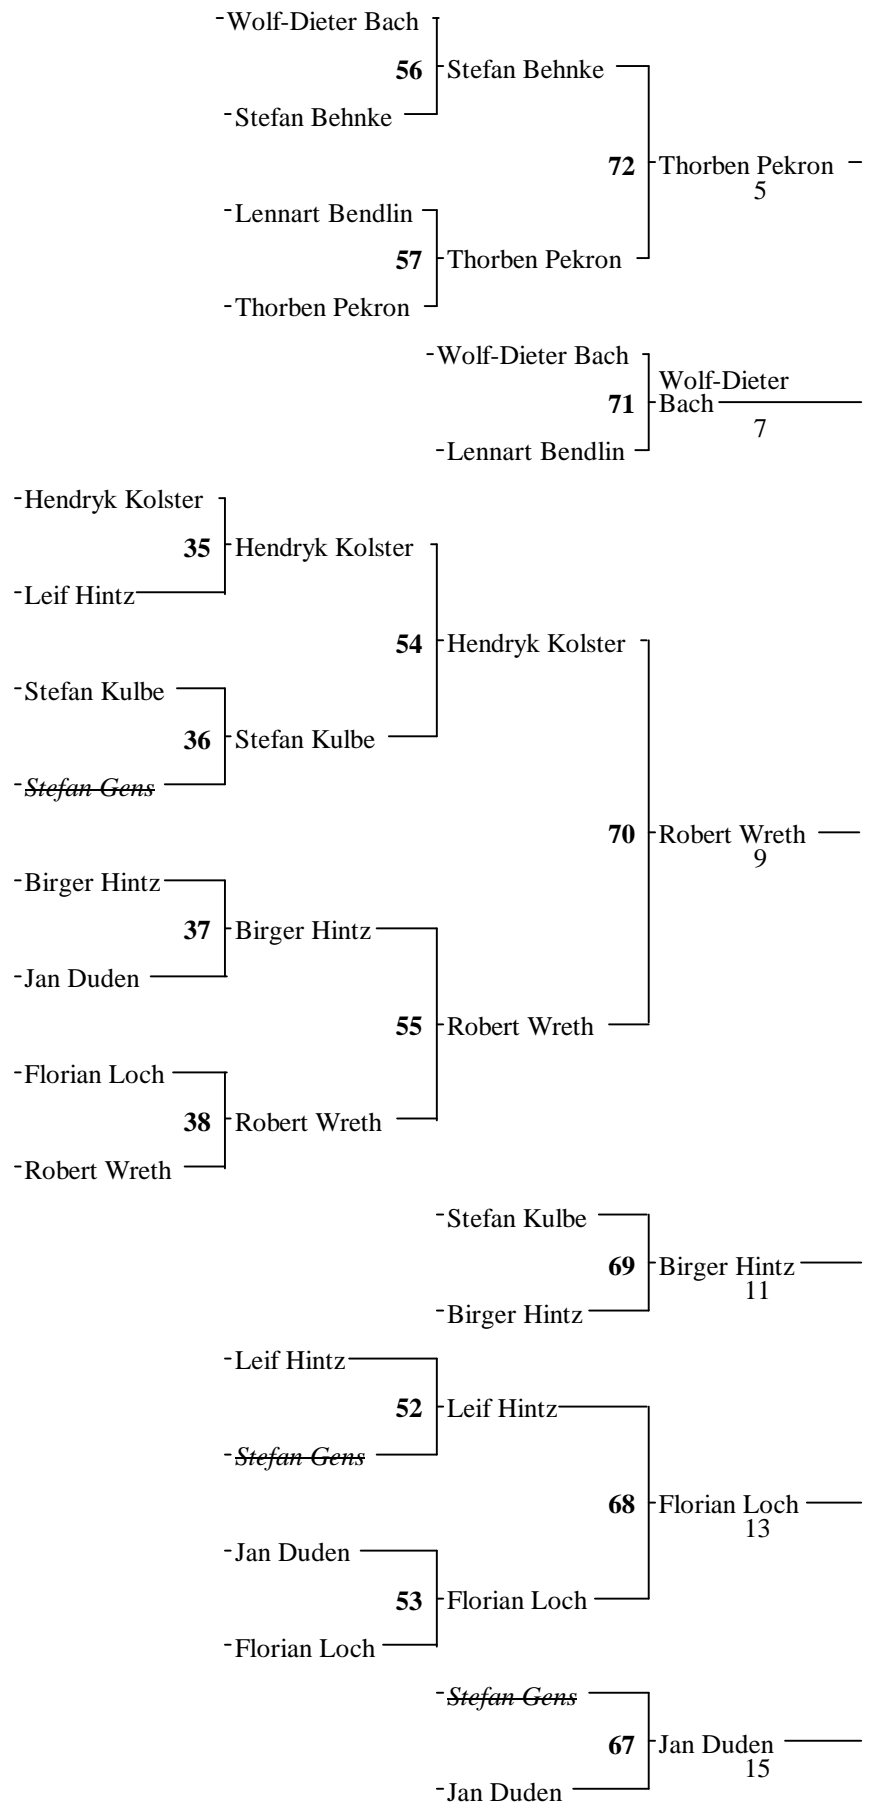 Wolf-Dieter Bach
56 Stefan Behnke
Stefan Behnke
72 Thorben Pekron
5
Lennart Bendlin
57 Thorben Pekron
Thorben Pekron
Wolf-Dieter Bach
Wolf-Dieter
71 Bach
7
Lennart Bendlin
Hendryk Kolster
35 Hendryk Kolster
Leif Hintz
54 Hendryk Kolster
Stefan Kulbe
36 Stefan Kulbe
Stefan Gens
70 Robert Wreth
9
Birger Hintz
37 Birger Hintz
Jan Duden
55 Robert Wreth
Florian Loch
38 Robert Wreth
Robert Wreth
Stefan Kulbe
69 Birger Hintz
11
Birger Hintz
Leif Hintz
52 Leif Hintz
Stefan Gens
68 Florian Loch
13
Jan Duden
53 Florian Loch
Florian Loch
Stefan Gens
67 Jan Duden
15
Jan Duden